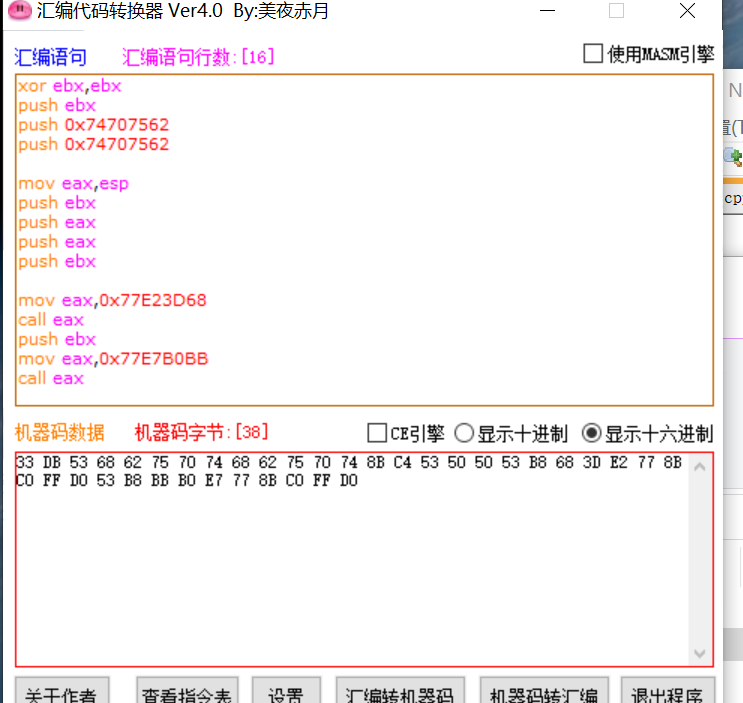 汇编代码转换器 Ver4.0 By:美夜赤月
汇编语句 汇编语句行数:[16] 使用MASM引擎
xor ebx,ebx
push ebx
push 0x74707562
push 0x74707562
mov eax,esp
push ebx
push eax
push eax
push ebx
mov eax,0x77E23D68
call eax
push ebx
mov eax,0x77E7B0BB
call eax
机器码数据 机器码字节:[38] CE引擎 显示十进制 显示十六进制
33 DB 53 68 62 75 70 74 68 62 75 70 74 8B C4 53 50 50 53 B8 68 3D E2 77 8B
C0 FF D0 53 B8 BB B0 E7 77 8B C0 FF D0
关于作者 查看指令表 设置 汇编转机器码 机器码转汇编 退出程序
N
置(T
cp